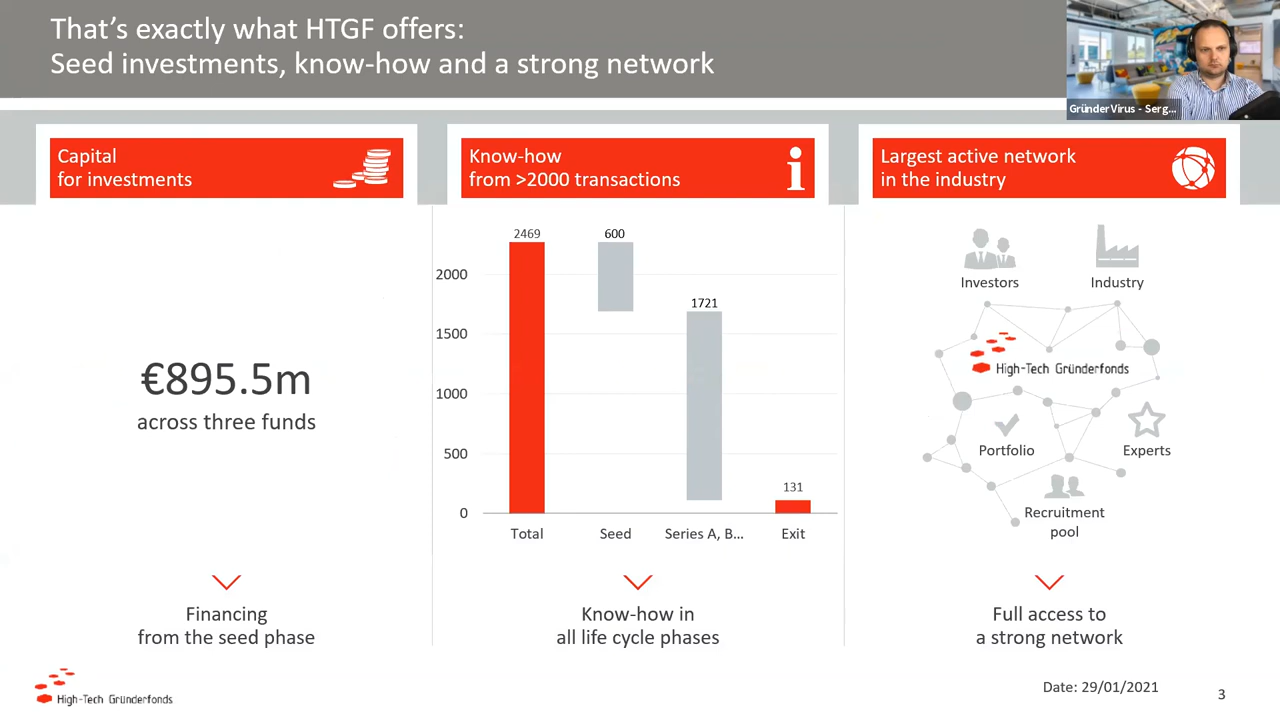 That's exactly what HTGF offers:
Seed investments, know-how and a strong network
GründerVirus - Serg...
Capital
for investments
€895.5m
across three funds
Financing
from the seed phase
Know-how
from >2000 transactions
2469
600
2000
1721
1500
1000
500
131
0
Total
Seed
Series A, B...
Exit
Know-how in
all life cycle phases
Largest active network
in the industry
Investors
Industry
High-Tech Gründerfonds
Portfolio
Experts
Recruitment
pool
Full access to
a strong network
High-Tech Gründerfonds
Date: 29/01/2021
3